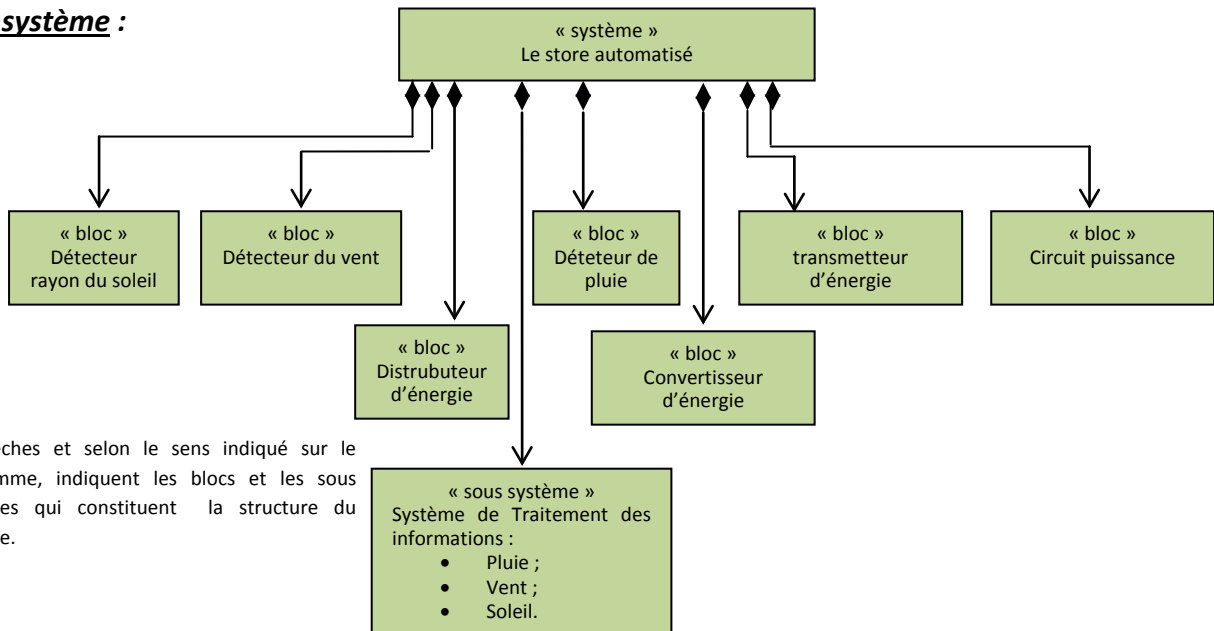 système :
« système »
Le store automatisé
« bloc »
Détecteur
rayon du soleil
« bloc »
Détecteur du vent
« bloc »
Déteteur de
pluie
« bloc »
transmetteur
d’énergie
« bloc »
Circuit puissance
« bloc »
Distrubuteur
d’énergie
« bloc »
Convertisseur
d’énergie
ches et selon le sens indiqué sur le
mme, indiquent les blocs et les sous
es qui constituent la structure du
e.
« sous système »
Système de Traitement des
informations :
• Pluie ;
• Vent ;
• Soleil.